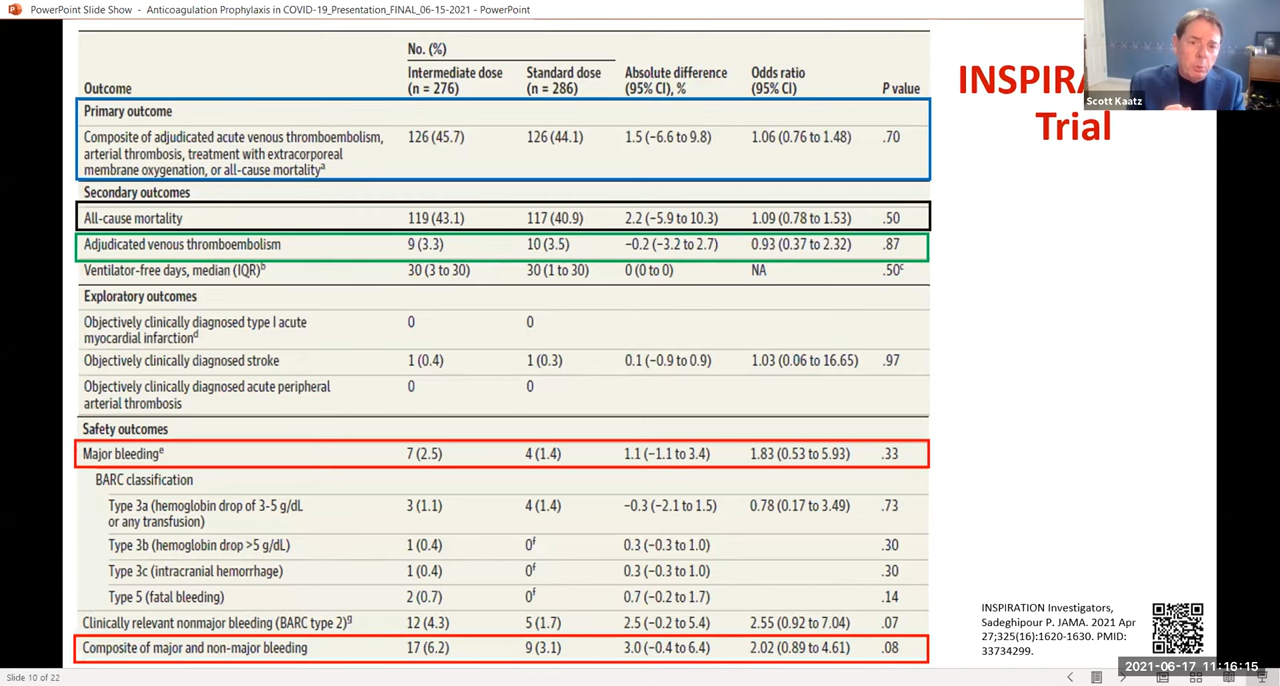 PowerPoint Slide Show - Anticoagulation Prophylaxis in COVID-19_Presentation_FINAL_06-15-2021 - PowerPoint
No. (%)
Outcome Intermediate dose (n = 276) Standard dose (n = 286) Absolute difference (95% CI), % Odds ratio (95% CI) P value
Primary outcome
Composite of adjudicated acute venous thromboembolism, 126 (45.7) 126 (44.1) 1.5 (−6.6 to 9.8) 1.06 (0.76 to 1.48) .70
arterial thrombosis, treatment with extracorporeal
membrane oxygenation, or all-cause mortalityᵃ
Secondary outcomes
All-cause mortality 119 (43.1) 117 (40.9) 2.2 (−5.9 to 10.3) 1.09 (0.78 to 1.53) .50
Adjudicated venous thromboembolism 9 (3.3) 10 (3.5) −0.2 (−3.2 to 2.7) 0.93 (0.37 to 2.32) .87
Ventilator-free days, median (IQR)ᵇ 30 (3 to 30) 30 (1 to 30) 0 (0 to 0) NA .50ᶜ
Exploratory outcomes
Objectively clinically diagnosed type I acute 0 0
myocardial infarctionᵈ
Objectively clinically diagnosed stroke 1 (0.4) 1 (0.3) 0.1 (−0.9 to 0.9) 1.03 (0.06 to 16.65) .97
Objectively clinically diagnosed acute peripheral 0 0
arterial thrombosis
Safety outcomes
Major bleedingᵉ 7 (2.5) 4 (1.4) 1.1 (−1.1 to 3.4) 1.83 (0.53 to 5.93) .33
BARC classification
Type 3a (hemoglobin drop of 3-5 g/dL 3 (1.1) 4 (1.4) −0.3 (−2.1 to 1.5) 0.78 (0.17 to 3.49) .73
or any transfusion)
Type 3b (hemoglobin drop >5 g/dL) 1 (0.4) 0ᶠ 0.3 (−0.3 to 1.0) .30
Type 3c (intracranial hemorrhage) 1 (0.4) 0ᶠ 0.3 (−0.3 to 1.0) .30
Type 5 (fatal bleeding) 2 (0.7) 0ᶠ 0.7 (−0.2 to 1.7) .14
Clinically relevant nonmajor bleeding (BARC type 2)ᵍ 12 (4.3) 5 (1.7) 2.5 (−0.2 to 5.4) 2.55 (0.92 to 7.04) .07
Composite of major and non-major bleeding 17 (6.2) 9 (3.1) 3.0 (−0.4 to 6.4) 2.02 (0.89 to 4.61) .08
INSPIRA
Trial
Scott Kaatz
INSPIRATION Investigators,
Sadeghipour P. JAMA. 2021 Apr
27;325(16):1620-1630. PMID:
33734299.
2021-06-17 11:16:15
Slide 10 of 22